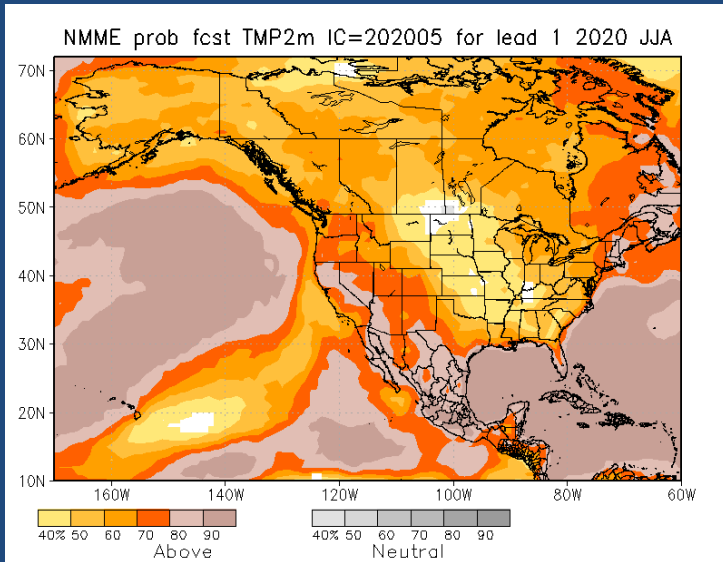 NMME prob fcst TMP2m IC=202005 for lead 1 2020 JJA
70N
60N
50N
40N
30N
20N
10N
160W 140W 120W 100W 80W 60W
40% 50 60 70 80 90
Above
40% 50 60 70 80 90
Neutral